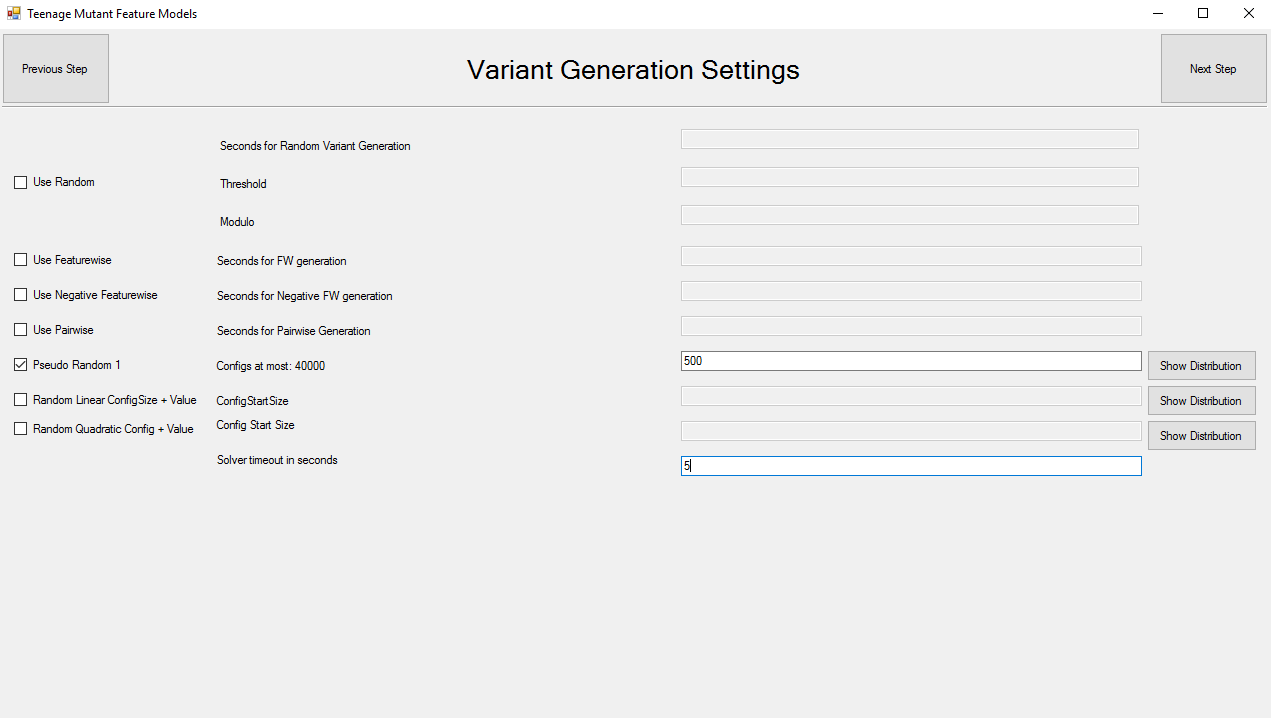 Teenage Mutant Feature Models
Previous Step
Variant Generation Settings
Next Step
Seconds for Random Variant Generation
Use Random
Threshold
Modulo
Use Featurewise
Seconds for FW generation
Use Negative Featurewise
Seconds for Negative FW generation
Use Pairwise
Seconds for Pairwise Generation
Pseudo Random 1
Configs at most: 40000
500
Show Distribution
Random Linear ConfigSize + Value
ConfigStartSize
Show Distribution
Random Quadratic Config + Value
Config Start Size
Show Distribution
Solver timeout in seconds
5